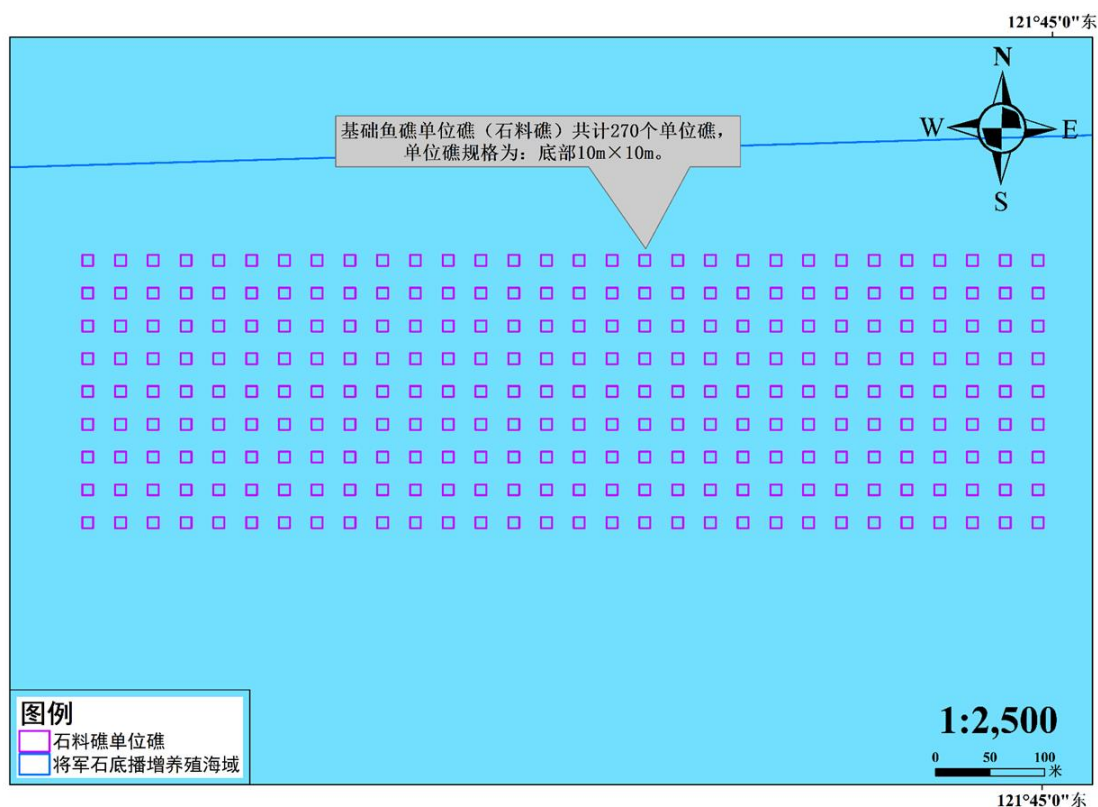 121°45'0"东
N
W
E
S
基础鱼礁单位礁（石料礁）共计270个单位礁，
单位礁规格为：底部10m×10m。
图例
石料礁单位礁
将军石底播增养殖海域
1:2,500
0 50 100
米
121°45'0"东